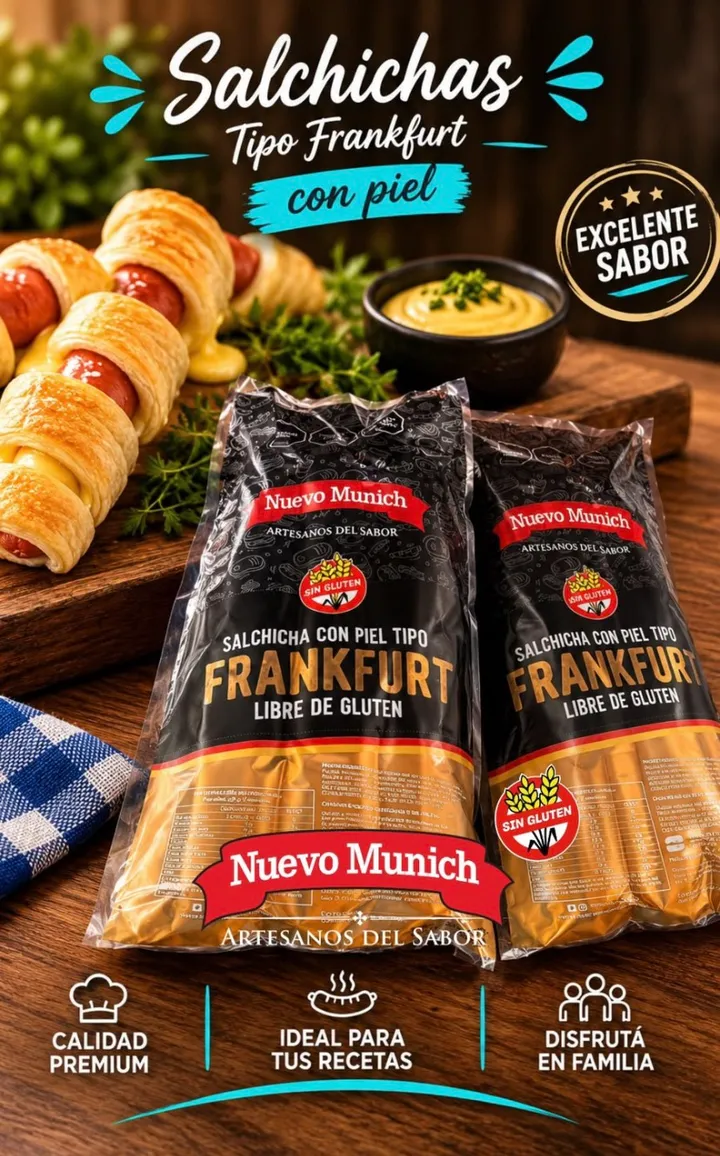 Salchichas
Tipo Frankfurt
con piel
EXCELENTE
SABOR
Nuevo Munich
ARTESANOS DEL SABOR
SIN GLUTEN
SALCHICHA CON PIEL TIPO
FRANKFURT
LIBRE DE GLUTEN
Nuevo Munich
ARTESANOS DEL SABOR
SIN GLUTEN
SALCHICHA CON PIEL TIPO
FRANKFURT
LIBRE DE GLUTEN
SIN GLUTEN
Nuevo Munich
ARTESANOS DEL SABOR
CALIDAD
PREMIUM
IDEAL PARA
TUS RECETAS
DISFRUTÁ
EN FAMILIA